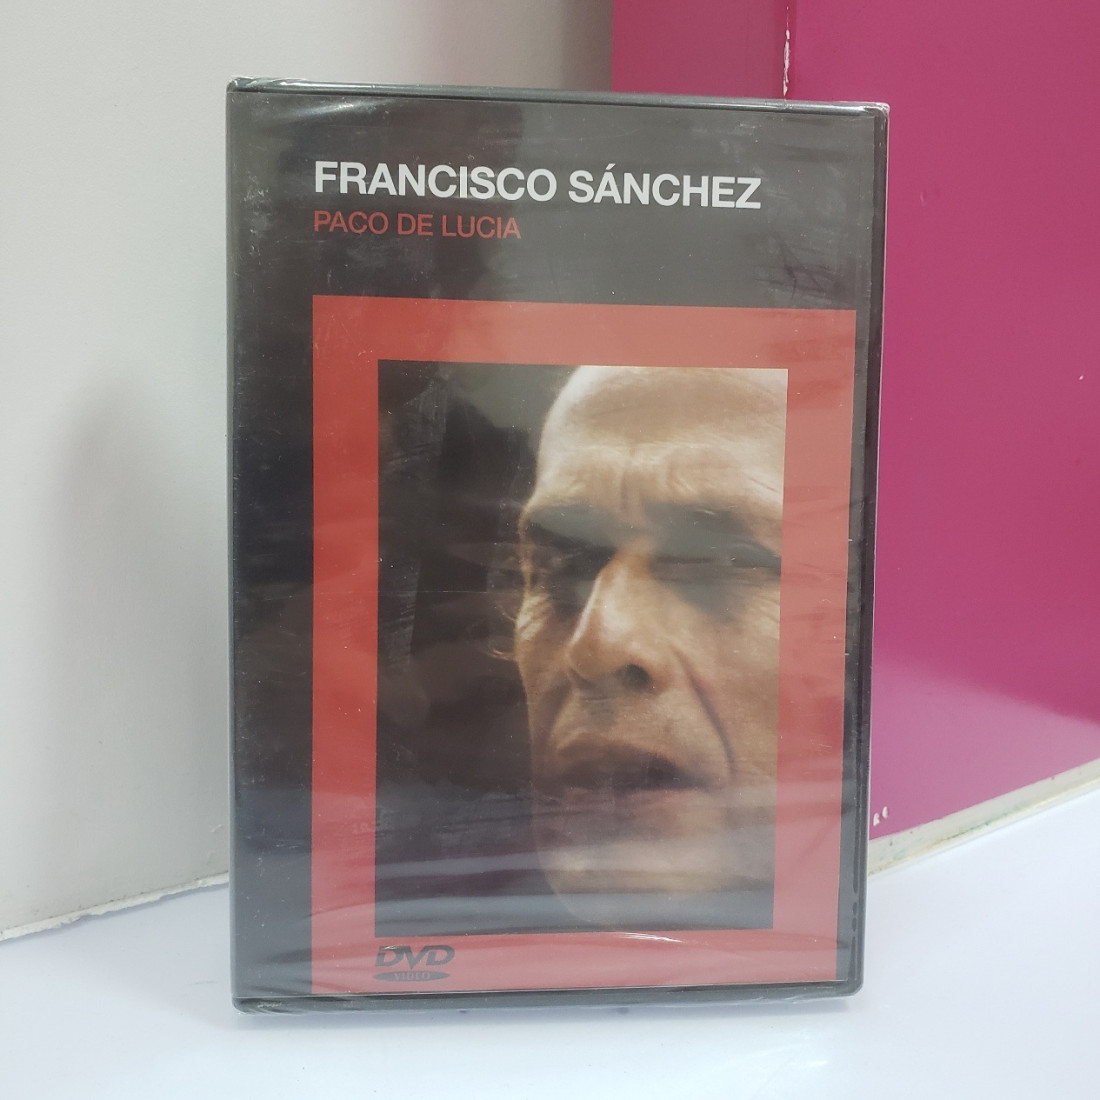 FRANCISCO SÁNCHEZ
PACO DE LUCIA
DVD
VIDEO